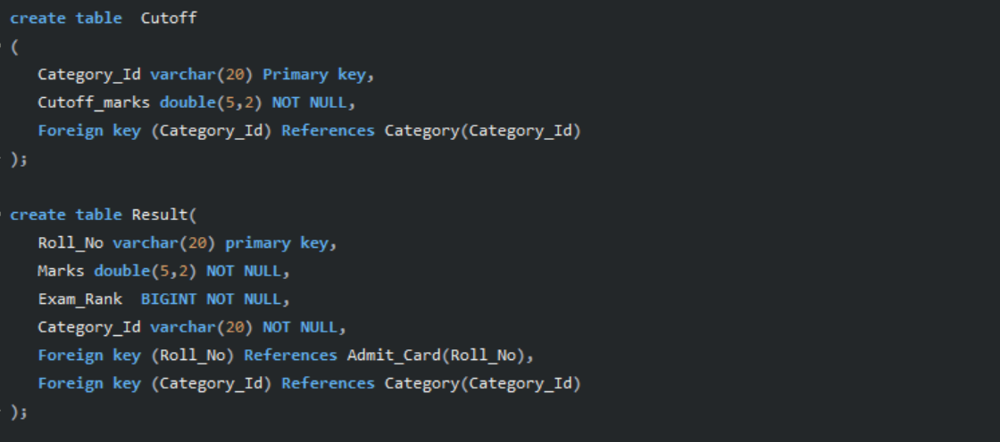 create table  Cutoff
(
   Category_Id varchar(20) Primary key,
   Cutoff_marks double(5,2) NOT NULL,
   Foreign key (Category_Id) References Category(Category_Id)
);

create table Result(
   Roll_No varchar(20) primary key,
   Marks double(5,2) NOT NULL,
   Exam_Rank  BIGINT NOT NULL,
   Category_Id varchar(20) NOT NULL,
   Foreign key (Roll_No) References Admit_Card(Roll_No),
   Foreign key (Category_Id) References Category(Category_Id)
);